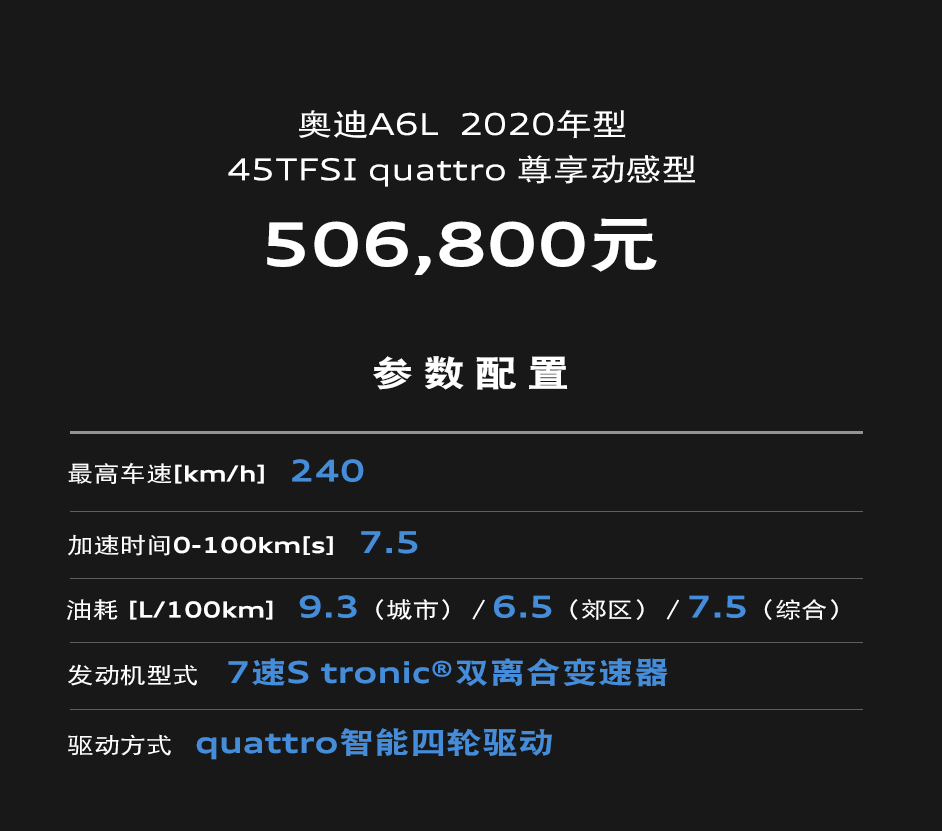 奥迪A6L 2020年型
45TFSI quattro 尊享动感型
506,800元
参数配置
最高车速[km/h] 240
加速时间0-100km[s] 7.5
油耗 [L/100km] 9.3（城市）/ 6.5（郊区）/ 7.5（综合）
发动机型式 7速S tronic®双离合变速器
驱动方式 quattro智能四轮驱动